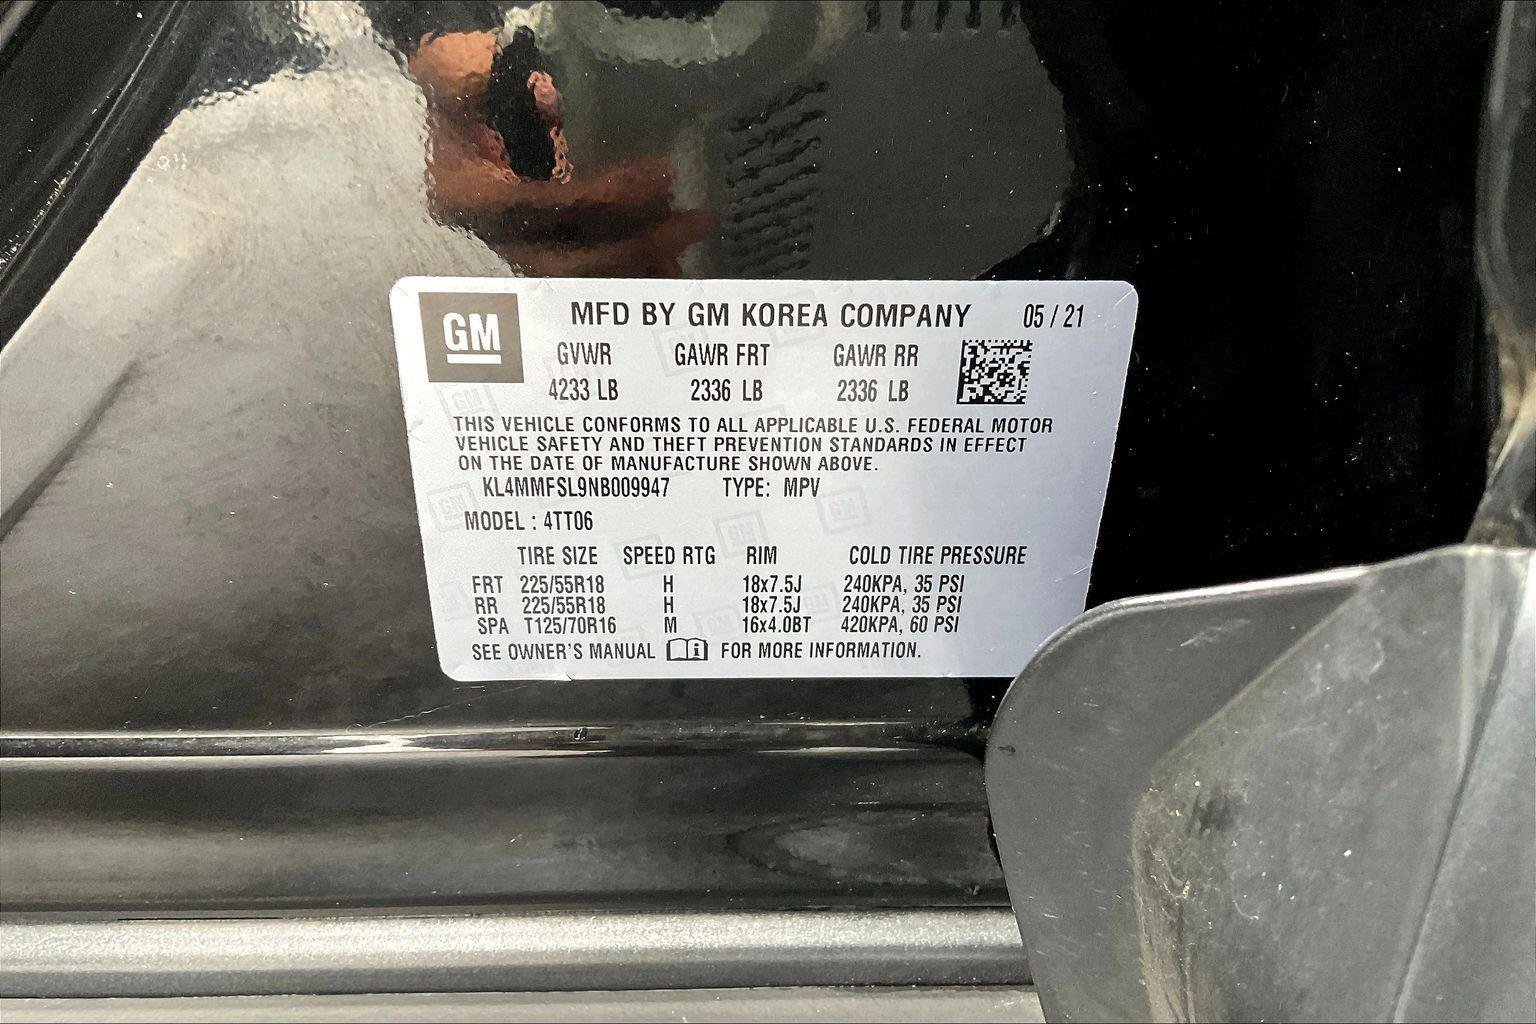 GM
MFD BY GM KOREA COMPANY 05 / 21
GVWR GAWR FRT GAWR RR
4233 LB 2336 LB 2336 LB
THIS VEHICLE CONFORMS TO ALL APPLICABLE U.S. FEDERAL MOTOR
VEHICLE SAFETY AND THEFT PREVENTION STANDARDS IN EFFECT
ON THE DATE OF MANUFACTURE SHOWN ABOVE.
KL4MMFSL9NB009947 TYPE: MPV
MODEL : 4TT06
TIRE SIZE SPEED RTG RIM COLD TIRE PRESSURE
FRT 225/55R18 H 18x7.5J 240KPA, 35 PSI
RR 225/55R18 H 18x7.5J 240KPA, 35 PSI
SPA T125/70R16 M 16x4.0BT 420KPA, 60 PSI
SEE OWNER'S MANUAL i FOR MORE INFORMATION.